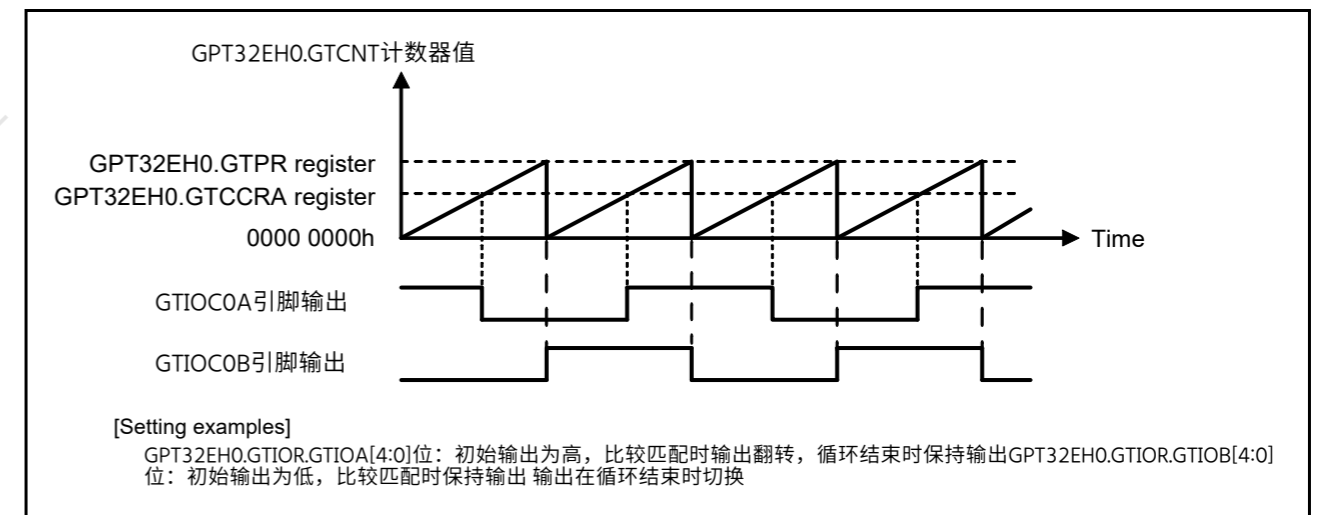 GPT32EH0.GTCNT计数器值
GPT32EH0.GTPR register
GPT32EH0.GTCCRA register
0000 0000h
Time
GTIOC0A引脚输出
GTIOC0B引脚输出
[Setting examples]
GPT32EH0.GTIOR.GTIOA[4:0]位：初始输出为高，比较匹配时输出翻转，循环结束时保持输出GPT32EH0.GTIOR.GTIOB[4:0]
位：初始输出为低，比较匹配时保持输出 输出在循环结束时切换